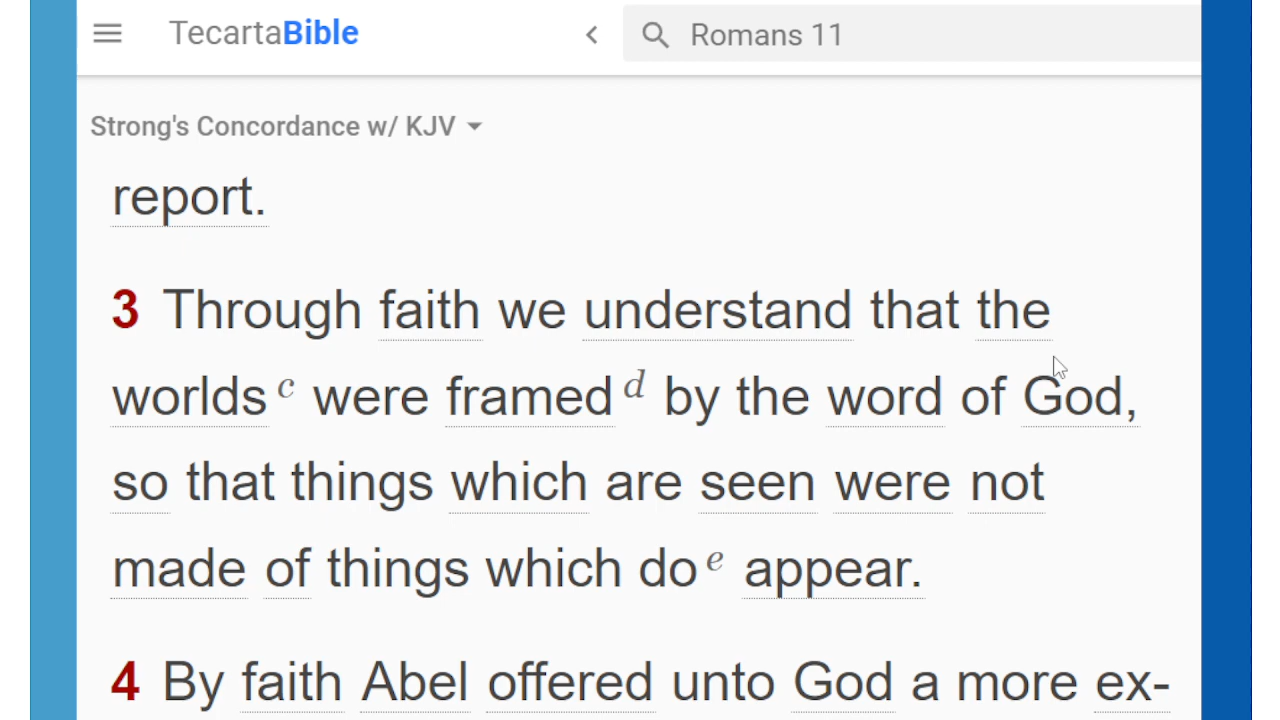 TecartaBible
Romans 11
Strong's Concordance w/ KJV
report.
3 Through faith we understand that the
worlds c were framed d by the word of God,
so that things which are seen were not
made of things which do e appear.
4 By faith Abel offered unto God a more ex-